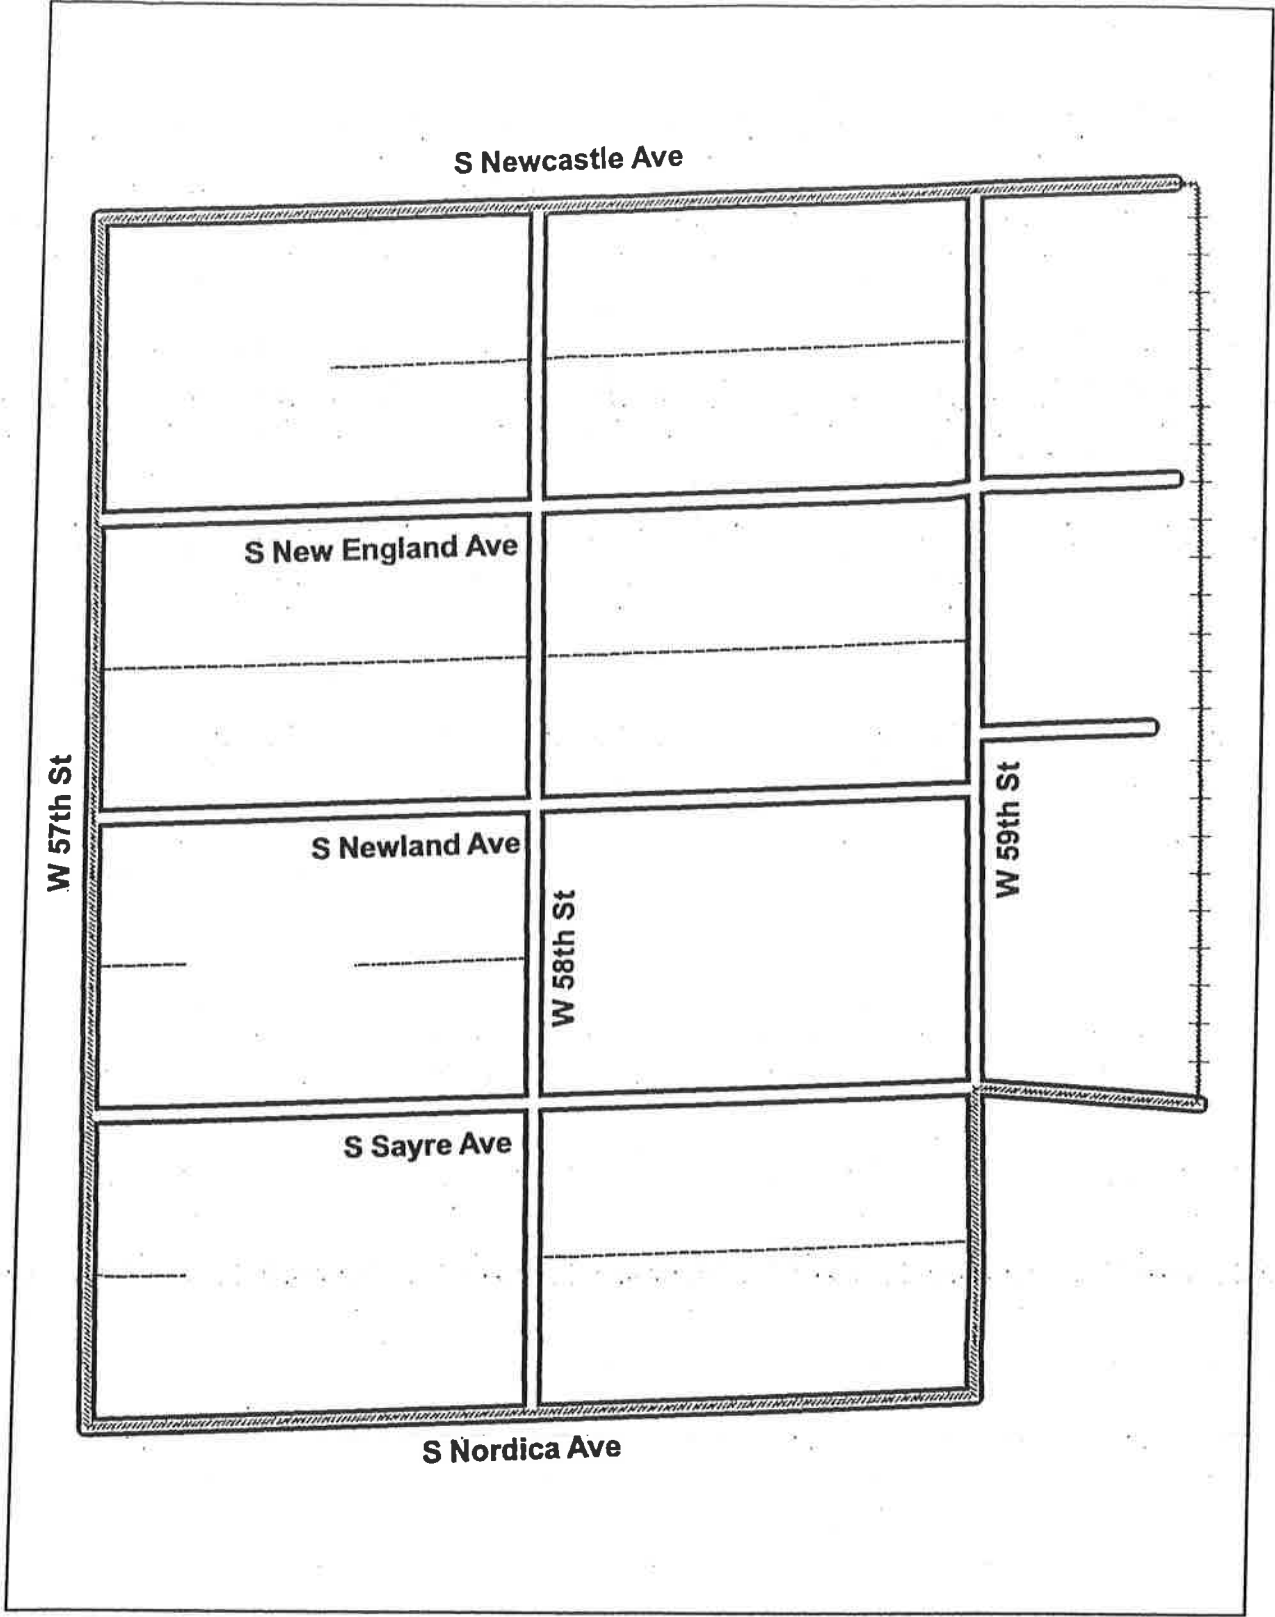 S Newcastle Ave
S New England Ave
W 57th St
S Newland Ave
W 59th St
W 58th St
S Sayre Ave
S Nordica Ave